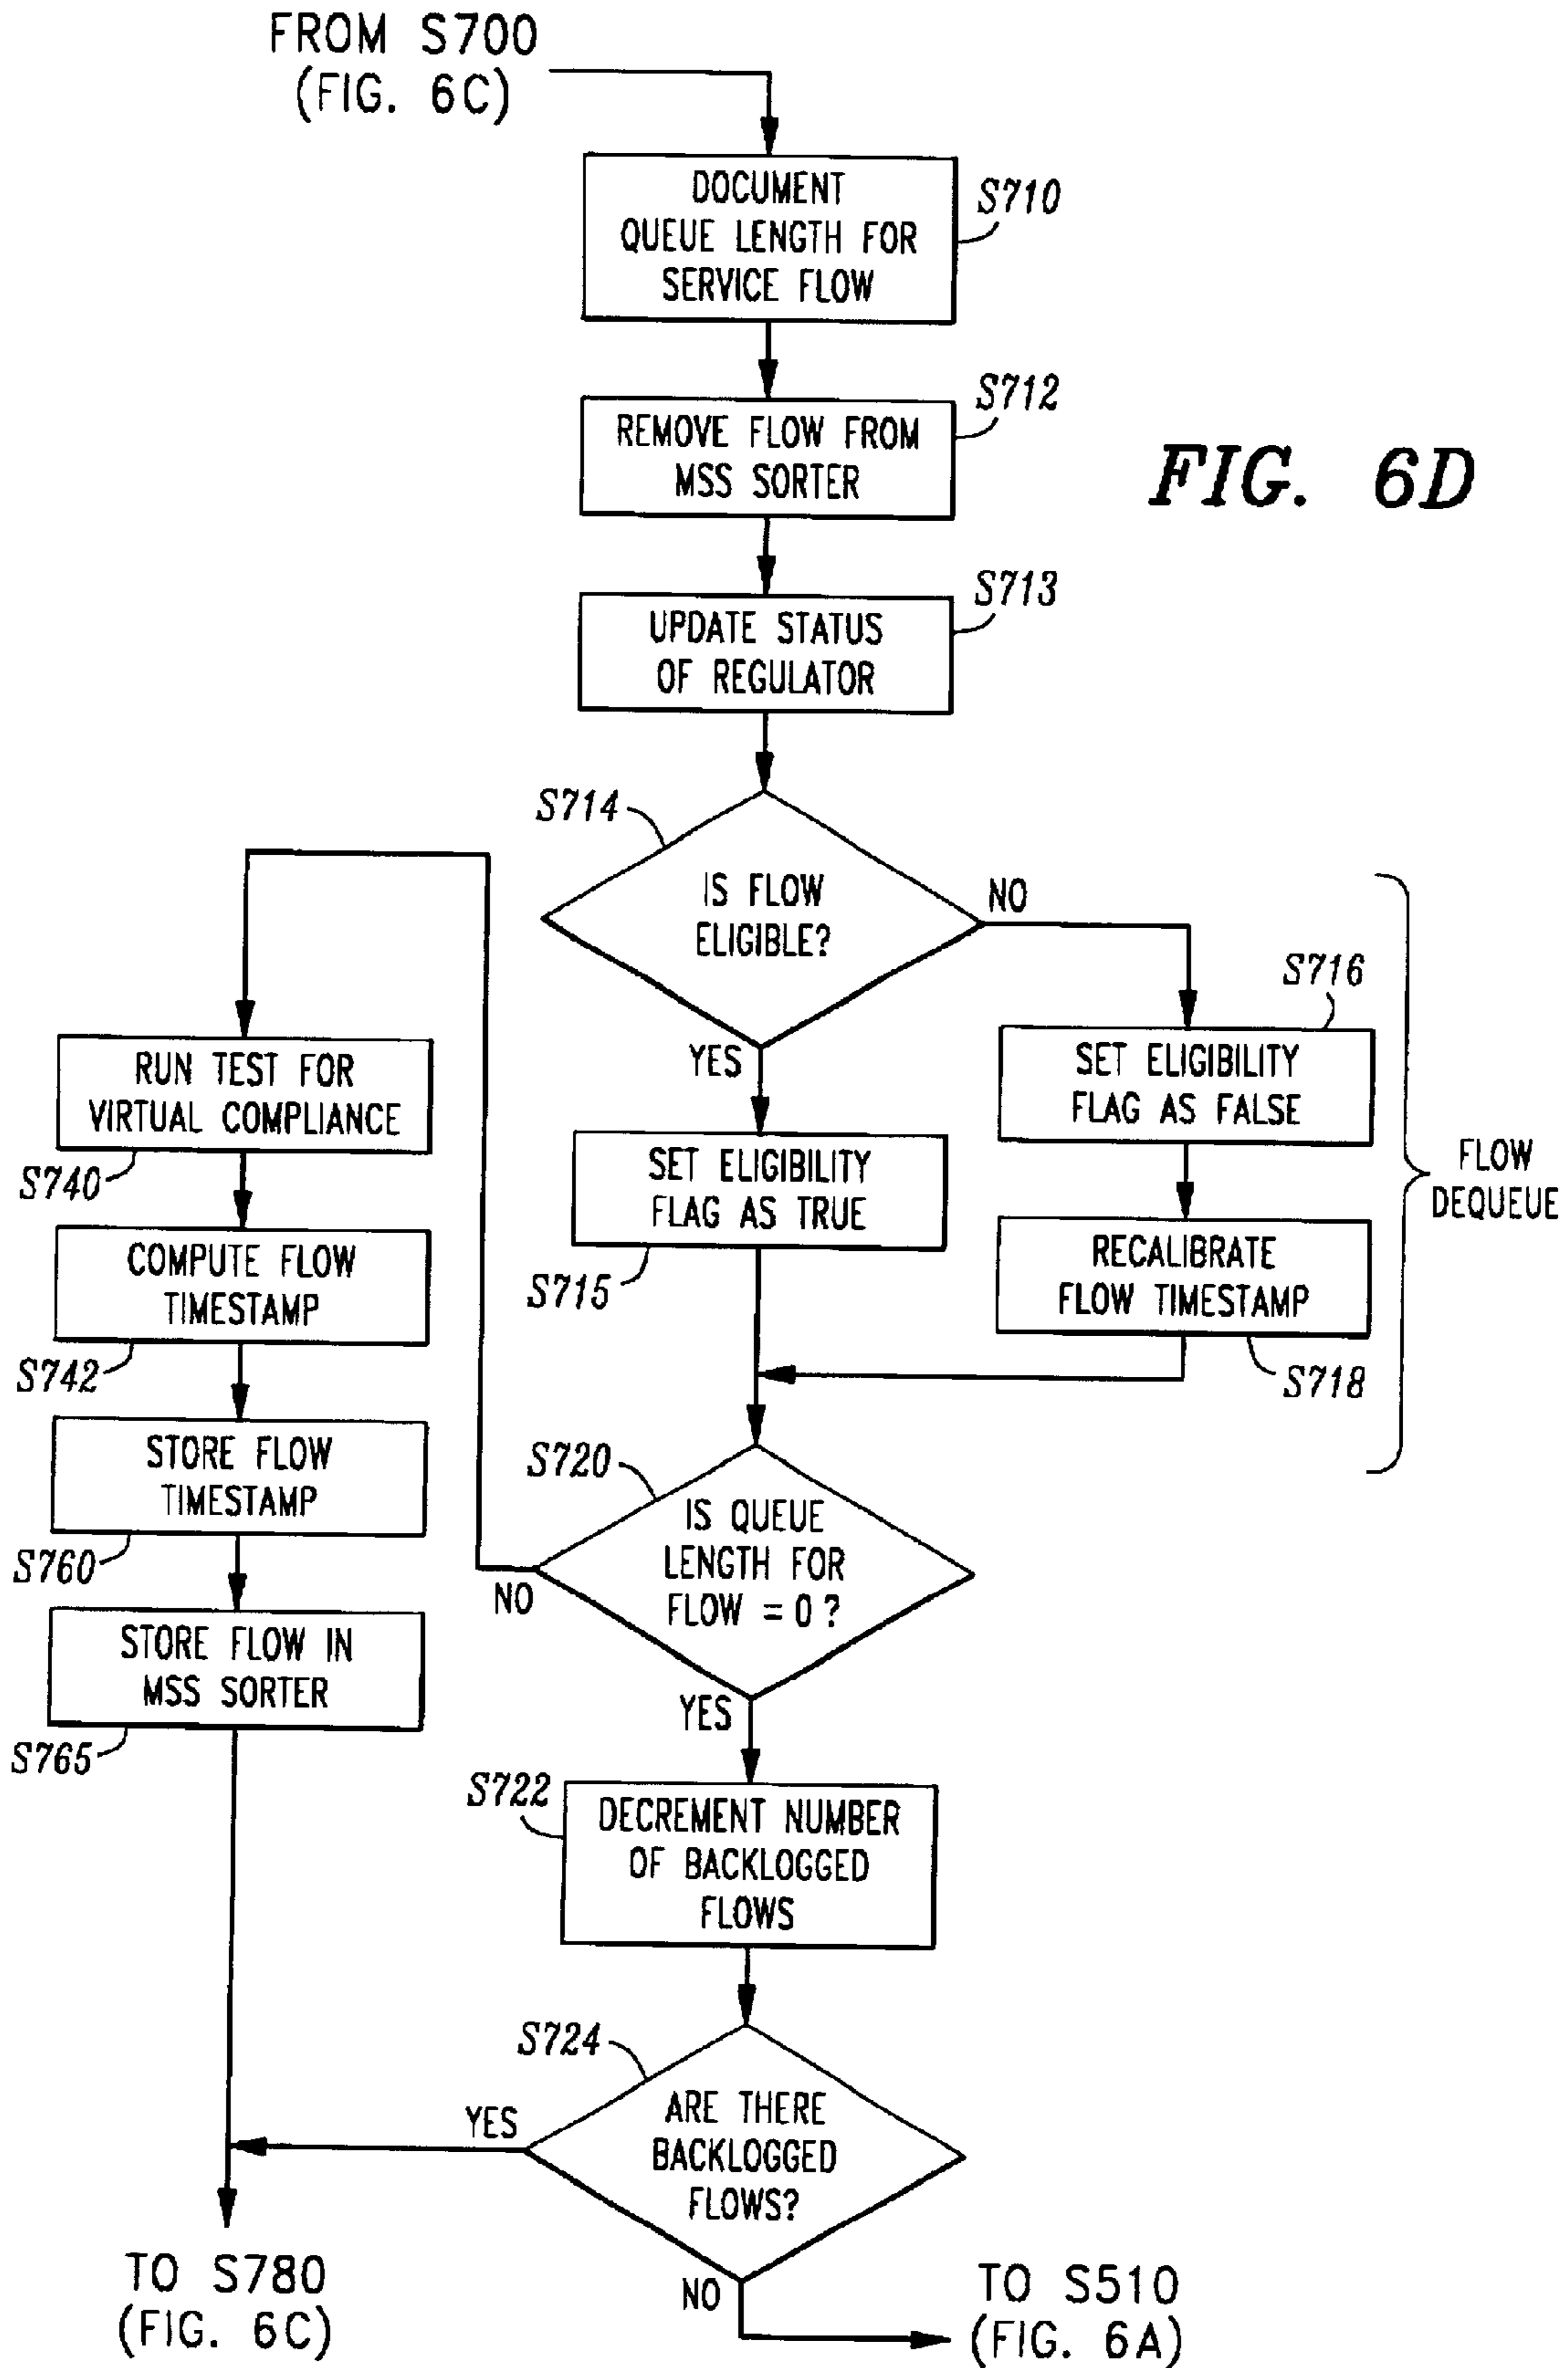 FROM S700
(FIG. 6C)
DOCUMENT
QUEUE LENGTH FOR
SERVICE FLOW
S710
REMOVE FLOW FROM
MSS SORTER
S712
FIG. 6D
UPDATE STATUS
OF REGULATOR
S713
S714
IS FLOW
ELIGIBLE?
NO
YES
S716
SET ELIGIBILITY
FLAG AS FALSE
RUN TEST FOR
VIRTUAL COMPLIANCE
S740
SET ELIGIBILITY
FLAG AS TRUE
S715
FLOW
DEQUEUE
RECALIBRATE
FLOW TIMESTAMP
S718
COMPUTE FLOW
TIMESTAMP
S742
STORE FLOW
TIMESTAMP
S760
S720
IS QUEUE
LENGTH FOR
FLOW = 0 ?
NO
YES
STORE FLOW IN
MSS SORTER
S765
S722
DECREMENT NUMBER
OF BACKLOGGED
FLOWS
S724
ARE THERE
BACKLOGGED
FLOWS?
YES
NO
TO S780
(FIG. 6C)
TO S510
(FIG. 6A)